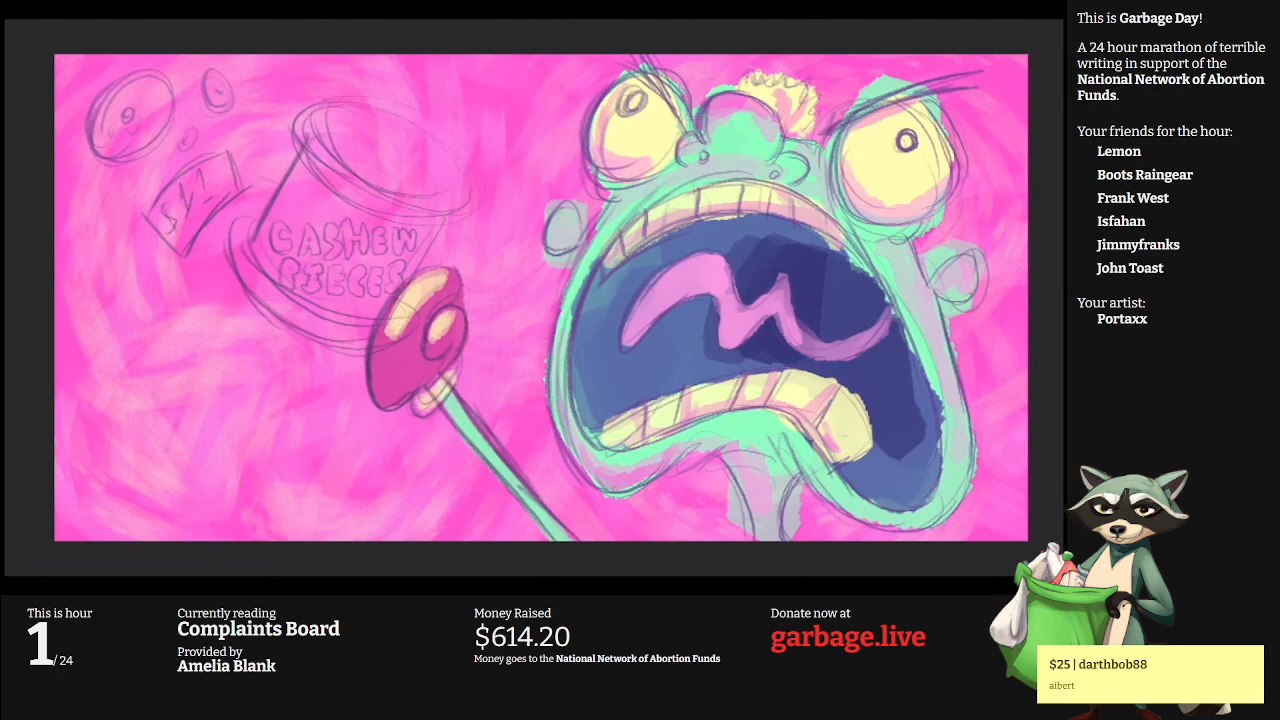 This is Garbage Day!
A 24 hour marathon of terrible
writing in support of the
National Network of Abortion
Funds.
Your friends for the hour:
Lemon
Boots Raingear
Frank West
Isfahan
Jimmyfranks
John Toast
Your artist:
Portaxx
CASHEW
PIECES
This is hour
1/ 24
Currently reading
Complaints Board
Provided by
Amelia Blank
Money Raised
$614.20
Money goes to the National Network of Abortion Funds
Donate now at
garbage.live
$25 | darthbob88
aibert